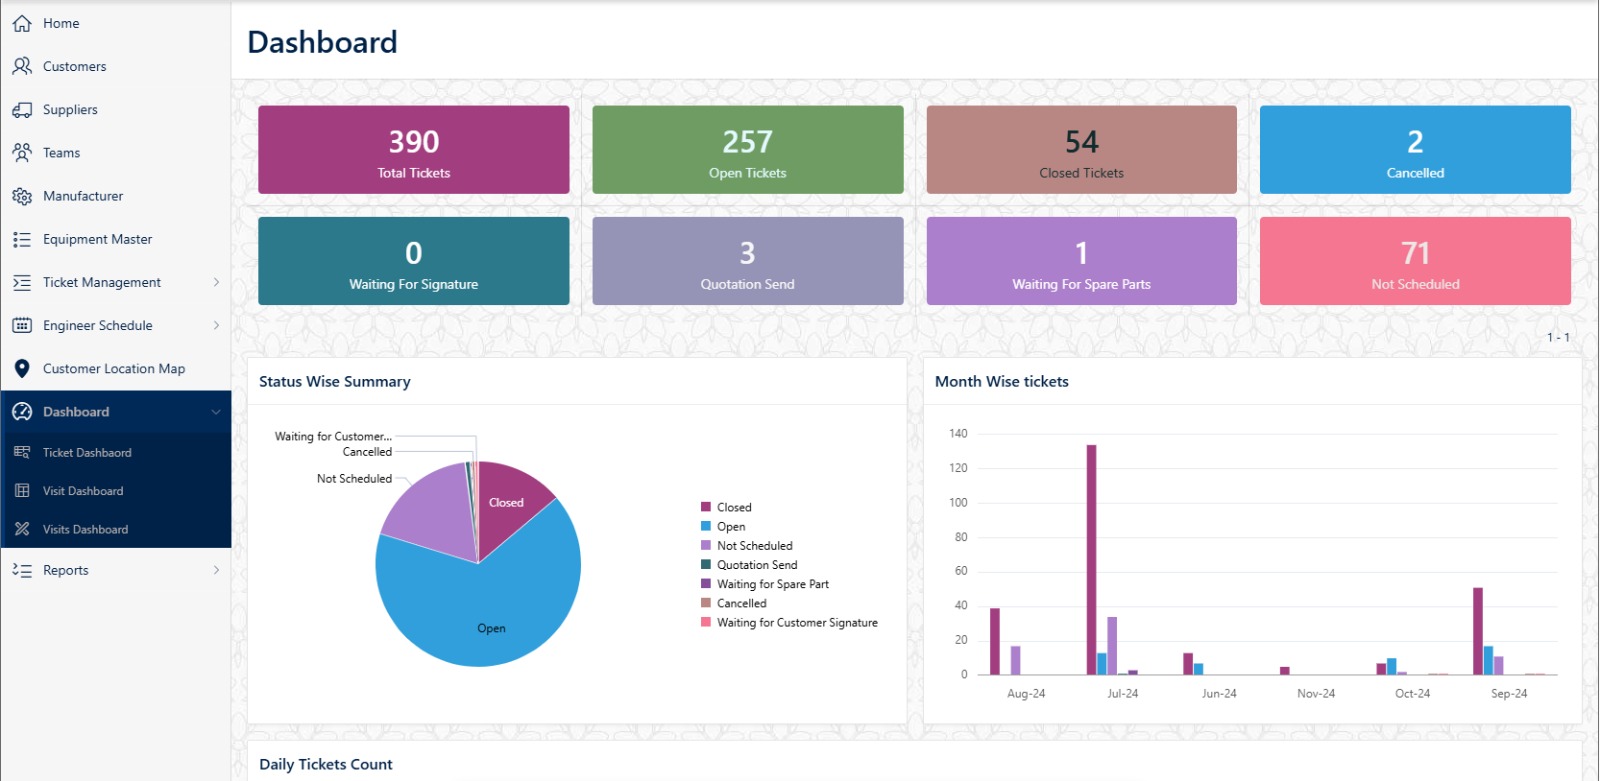 Home
Customers
Suppliers
Teams
Manufacturer
Equipment Master
Ticket Management
Engineer Schedule
Customer Location Map
Dashboard
Ticket Dashbaord
Visit Dashboard
Visits Dashboard
Reports
Dashboard
390
Total Tickets
257
Open Tickets
54
Closed Tickets
2
Cancelled
0
Waiting For Signature
3
Quotation Send
1
Waiting For Spare Parts
71
Not Scheduled
1 - 1
Status Wise Summary
Waiting for Customer...
Cancelled
Not Scheduled
Closed
Open
Closed
Open
Not Scheduled
Quotation Send
Waiting for Spare Part
Cancelled
Waiting for Customer Signature
Month Wise tickets
140
120
100
80
60
40
20
0
Aug-24 Jul-24 Jun-24 Nov-24 Oct-24 Sep-24
Daily Tickets Count